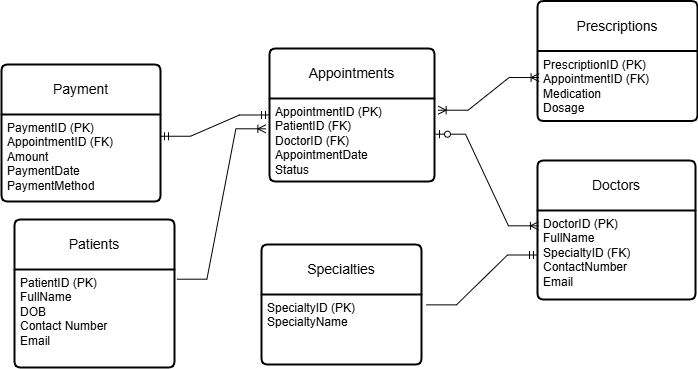 Prescriptions
PrescriptionID (PK)
AppointmentID (FK)
Medication
Dosage
Appointments
AppointmentID (PK)
PatientID (FK)
DoctorID (FK)
AppointmentDate
Status
Payment
PaymentID (PK)
AppointmentID (FK)
Amount
PaymentDate
PaymentMethod
Doctors
DoctorID (PK)
FullName
SpecialtyID (FK)
ContactNumber
Email
Patients
PatientID (PK)
FullName
DOB
Contact Number
Email
Specialties
SpecialtyID (PK)
SpecialtyName